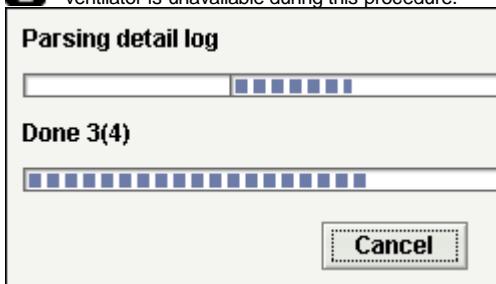 ventilator is unavailable during this procedure.
Parsing detail log
Done 3(4)
Cancel